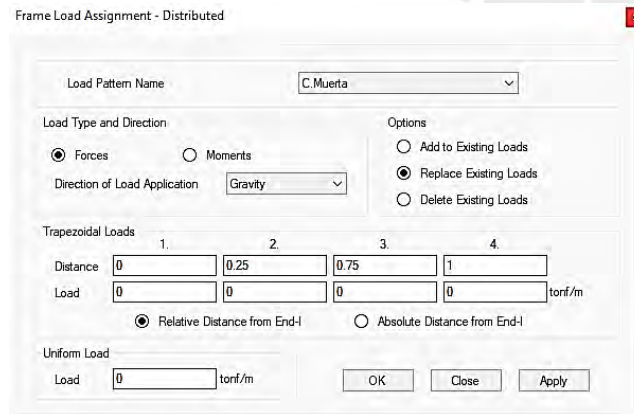 Frame Load Assignment - Distributed
Load Pattern Name C.Muerta
Load Type and Direction
Forces Moments
Direction of Load Application Gravity
Options
Add to Existing Loads
Replace Existing Loads
Delete Existing Loads
Trapezoidal Loads
1. 2. 3. 4.
Distance 0 0.25 0.75 1
Load 0 0 0 0 tonf/m
Relative Distance from End-I Absolute Distance from End-I
Uniform Load
Load 0 tonf/m
OK Close Apply